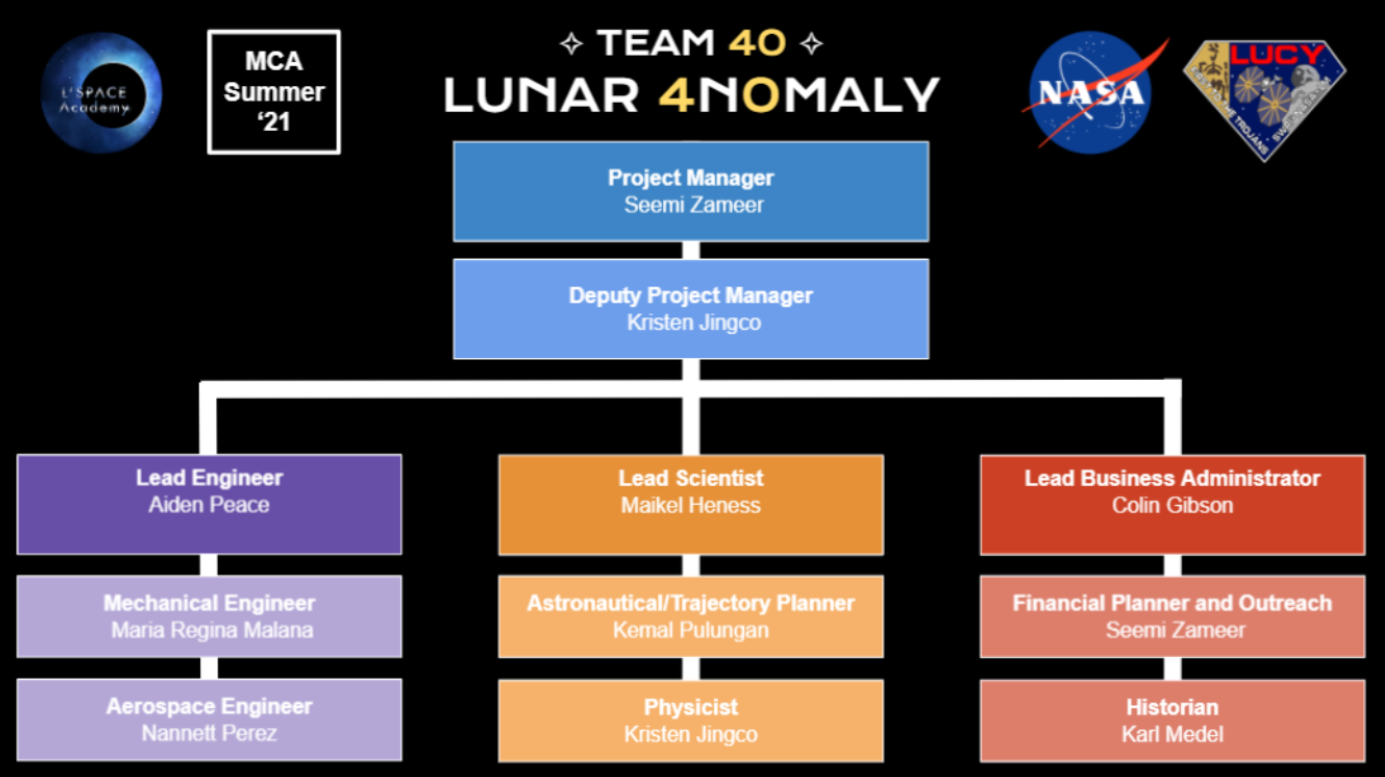 L'SPACE
Academy
MCA
Summer
‘21
TEAM 40
LUNAR 4NOMALY
NASA
LUCY
TROJANS
Project Manager
Seemi Zameer
Deputy Project Manager
Kristen Jingco
Lead Engineer
Aiden Peace
Lead Scientist
Maikel Heness
Lead Business Administrator
Colin Gibson
Mechanical Engineer
Maria Regina Malana
Astronautical/Trajectory Planner
Kemal Pulungan
Financial Planner and Outreach
Seemi Zameer
Aerospace Engineer
Nannett Perez
Physicist
Kristen Jingco
Historian
Karl Medel